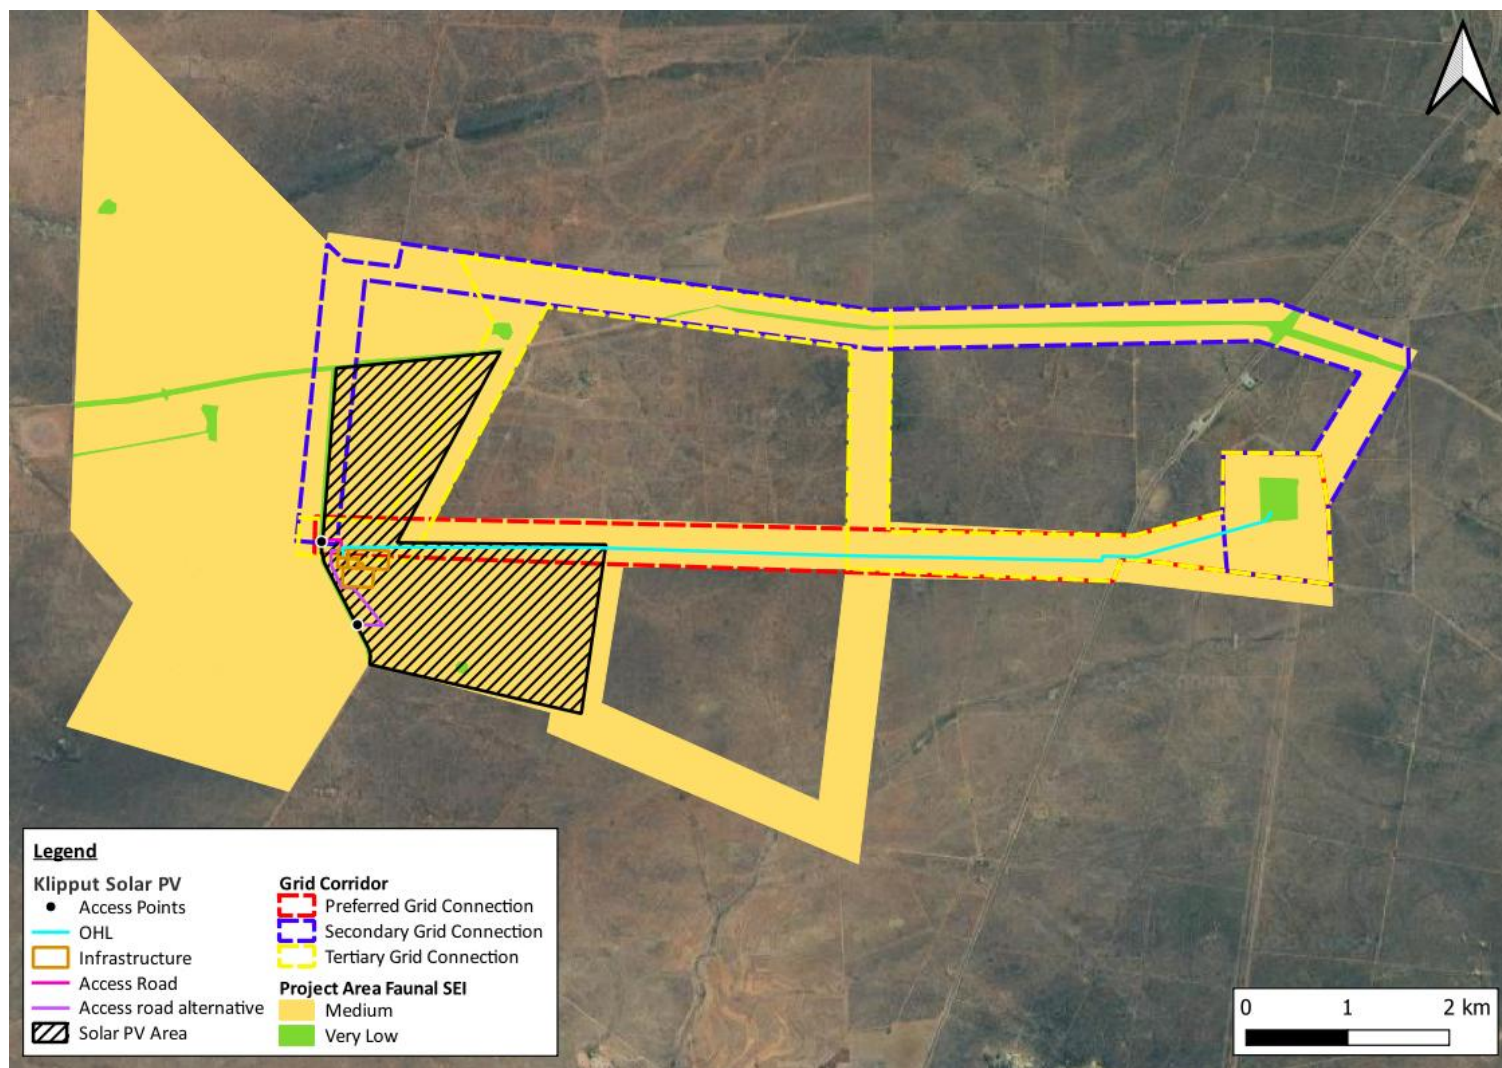 Legend
Klipput Solar PV
Access Points
OHL
Infrastructure
Access Road
Access road alternative
Solar PV Area
Grid Corridor
Preferred Grid Connection
Secondary Grid Connection
Tertiary Grid Connection
Project Area Faunal SEI
Medium
Very Low
0 1 2 km